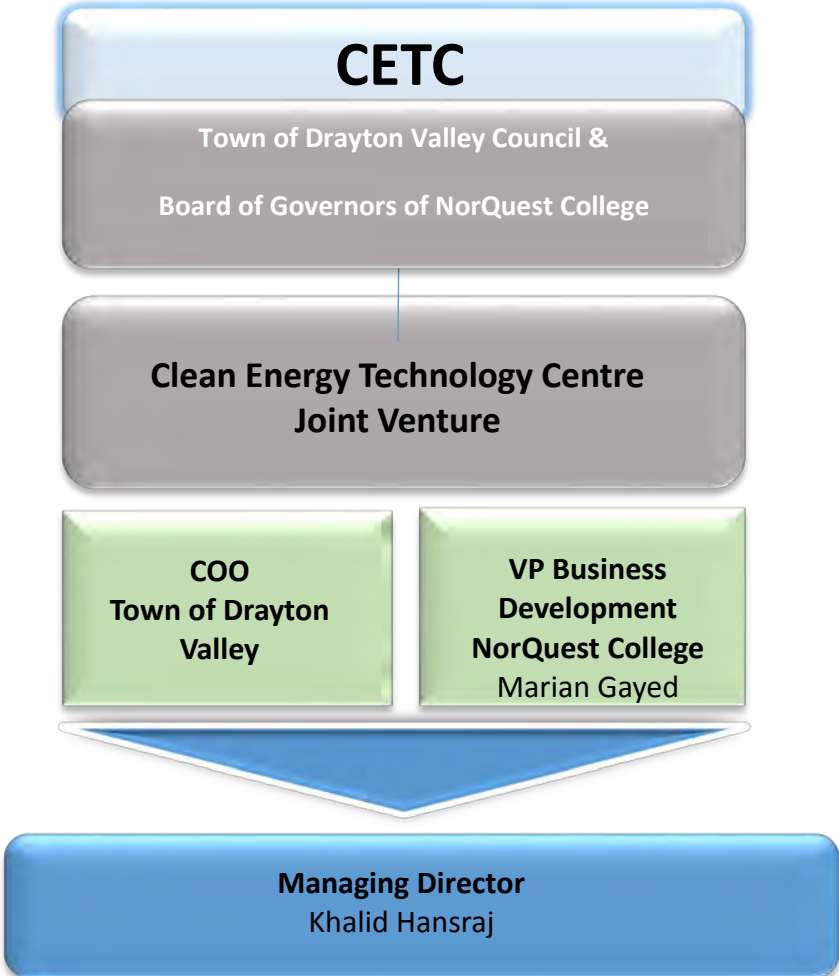 CETC
Town of Drayton Valley Council &
Board of Governors of NorQuest College
Clean Energy Technology Centre
Joint Venture
COO
Town of Drayton
Valley
VP Business
Development
NorQuest College
Marian Gayed
Managing Director
Khalid Hansraj